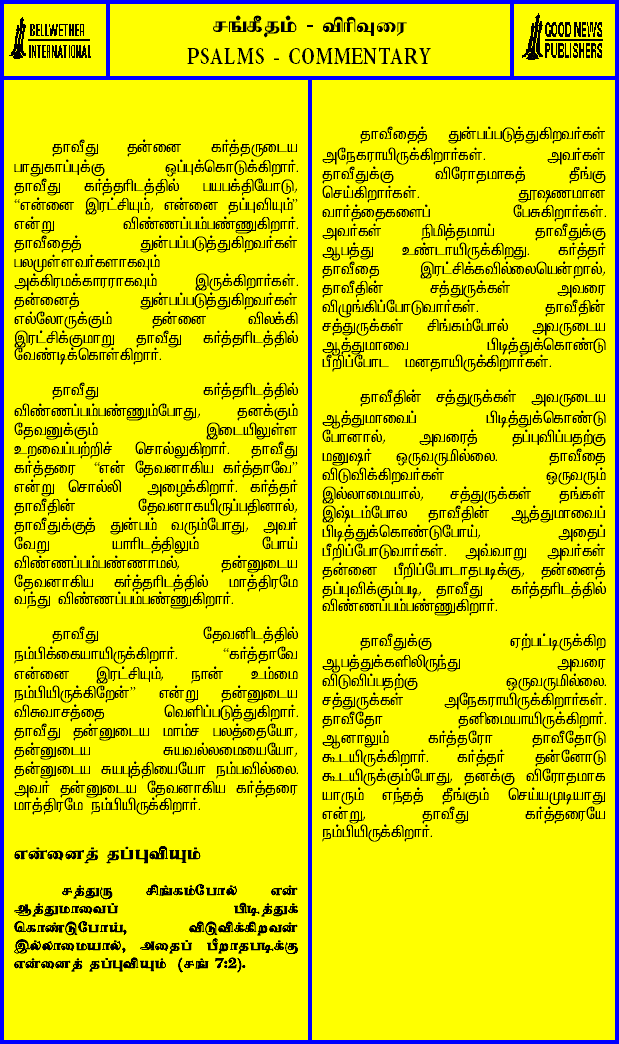 BELLWETHER
INTERNATIONAL
சங்கீதம் - விரிவுரை
PSALMS - COMMENTARY
GOOD NEWS
PUBLISHERS
தாவீது தன்னை கர்த்தருடைய
பாதுகாப்புக்கு ஒப்புக்கொடுக்கிறார்.
தாவீது கர்த்தரிடத்தில் பயபக்தியோடு,
“என்னை இரட்சியும், என்னை தப்புவியும்”
என்று விண்ணப்பம்பண்ணுகிறார்.
தாவீதைத் துன்பப்படுத்துகிறவர்கள்
பலமுள்ளவர்களாகவும்
அக்கிரமக்காரராகவும் இருக்கிறார்கள்.
தன்னைத் துன்பப்படுத்துகிறவர்கள்
எல்லோருக்கும் தன்னை விலக்கி
இரட்சிக்குமாறு தாவீது கர்த்தரிடத்தில்
வேண்டிக்கொள்கிறார்.
தாவீது கர்த்தரிடத்தில்
விண்ணப்பம்பண்ணும்போது, தனக்கும்
தேவனுக்கும் இடையிலுள்ள
உறவைப்பற்றிச் சொல்லுகிறார். தாவீது
கர்த்தரை “என் தேவனாகிய கர்த்தாவே”
என்று சொல்லி அழைக்கிறார். கர்த்தர்
தாவீதின் தேவனாகயிருப்பதினால்,
தாவீதுக்குத் துன்பம் வரும்போது, அவர்
வேறு யாரிடத்திலும் போய்
விண்ணப்பம்பண்ணாமல், தன்னுடைய
தேவனாகிய கர்த்தரிடத்தில் மாத்திரமே
வந்து விண்ணப்பம்பண்ணுகிறார்.
தாவீது தேவனிடத்தில்
நம்பிக்கையாயிருக்கிறார். “கர்த்தாவே
என்னை இரட்சியும், நான் உம்மை
நம்பியிருக்கிறேன்” என்று தன்னுடைய
விசுவாசத்தை வெளிப்படுத்துகிறார்.
தாவீது தன்னுடைய மாம்ச பலத்தையோ,
தன்னுடைய சுயவல்லமையையோ,
தன்னுடைய சுயபுத்தியையோ நம்பவில்லை.
அவர் தன்னுடைய தேவனாகிய கர்த்தரை
மாத்திரமே நம்பியிருக்கிறார்.
என்னைத் தப்புவியும்
சத்துரு சிங்கம்போல் என்
ஆத்துமாவைப் பிடித்துக்
கொண்டுபோய், விடுவிக்கிறவன்
இல்லாமையால், அதைப் பீறாதபடிக்கு
என்னைத் தப்புவியும் (சங் 7:2).
தாவீதைத் துன்பப்படுத்துகிறவர்கள்
அநேகராயிருக்கிறார்கள். அவர்கள்
தாவீதுக்கு விரோதமாகத் தீங்கு
செய்கிறார்கள். தூஷணமான
வார்த்தைகளைப் பேசுகிறார்கள்.
அவர்கள் நிமித்தமாய் தாவீதுக்கு
ஆபத்து உண்டாயிருக்கிறது. கர்த்தர்
தாவீதை இரட்சிக்கவில்லையென்றால்,
தாவீதின் சத்துருக்கள் அவரை
விழுங்கிப்போடுவார்கள். தாவீதின்
சத்துருக்கள் சிங்கம்போல் அவருடைய
ஆத்துமாவை பிடித்துக்கொண்டு
பீறிப்போட மனதாயிருக்கிறார்கள்.
தாவீதின் சத்துருக்கள் அவருடைய
ஆத்துமாவைப் பிடித்துக்கொண்டு
போனால், அவரைத் தப்புவிப்பதற்கு
மனுஷர் ஒருவருமில்லை. தாவீதை
விடுவிக்கிறவர்கள் ஒருவரும்
இல்லாமையால், சத்துருக்கள் தங்கள்
இஷ்டம்போல தாவீதின் ஆத்துமாவைப்
பிடித்துக்கொண்டுபோய், அதைப்
பீறிப்போடுவார்கள். அவ்வாறு அவர்கள்
தன்னை பீறிப்போடாதபடிக்கு, தன்னைத்
தப்புவிக்கும்படி, தாவீது கர்த்தரிடத்தில்
விண்ணப்பம்பண்ணுகிறார்.
தாவீதுக்கு ஏற்பட்டிருக்கிற
ஆபத்துக்களிலிருந்து அவரை
விடுவிப்பதற்கு ஒருவருமில்லை.
சத்துருக்கள் அநேகராயிருக்கிறார்கள்.
தாவீதோ தனிமையாயிருக்கிறார்.
ஆனாலும் கர்த்தரோ தாவீதோடு
கூடயிருக்கிறார். கர்த்தர் தன்னோடு
கூடயிருக்கும்போது, தனக்கு விரோதமாக
யாரும் எந்தத் தீங்கும் செய்யமுடியாது
என்று, தாவீது கர்த்தரையே
நம்பியிருக்கிறார்.